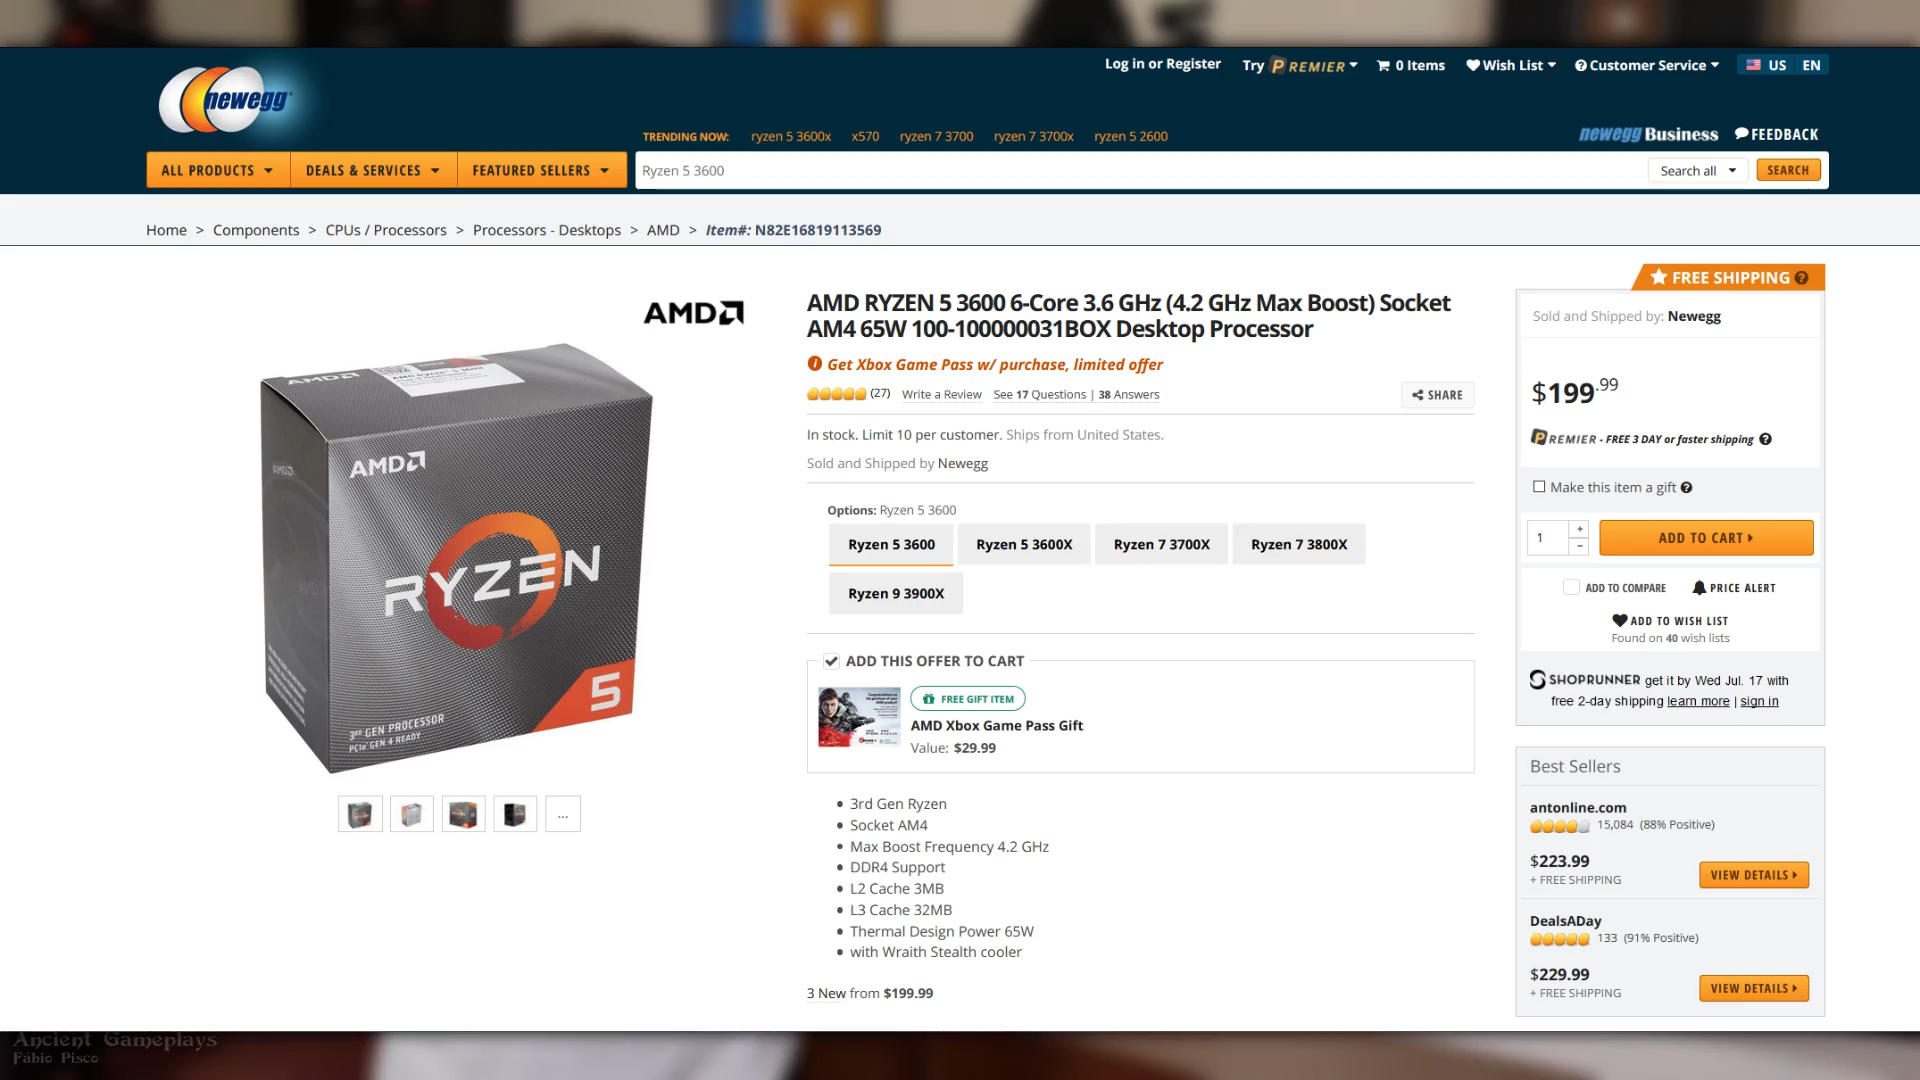 Log in or Register
Try PREMIER
0 Items
Wish List
Customer Service
US
EN
newegg
TRENDING NOW:
ryzen 5 3600x
x570
ryzen 7 3700
ryzen 7 3700x
ryzen 5 2600
newegg Business
FEEDBACK
ALL PRODUCTS
DEALS & SERVICES
FEATURED SELLERS
Ryzen 5 3600
Search all
SEARCH
Home > Components > CPUs / Processors > Processors - Desktops > AMD > Item#: N82E16819113569
AMD
AMD
AMD
RYZEN
5
3RD GEN PROCESSOR
PCIe GEN 4 READY
...
AMD RYZEN 5 3600 6-Core 3.6 GHz (4.2 GHz Max Boost) Socket
AM4 65W 100-100000031BOX Desktop Processor
Get Xbox Game Pass w/ purchase, limited offer
(27) Write a Review See 17 Questions | 38 Answers
SHARE
In stock. Limit 10 per customer. Ships from United States.
Sold and Shipped by Newegg
Options: Ryzen 5 3600
Ryzen 5 3600
Ryzen 5 3600X
Ryzen 7 3700X
Ryzen 7 3800X
Ryzen 9 3900X
ADD THIS OFFER TO CART
FREE GIFT ITEM
AMD Xbox Game Pass Gift
Value: $29.99
3rd Gen Ryzen
Socket AM4
Max Boost Frequency 4.2 GHz
DDR4 Support
L2 Cache 3MB
L3 Cache 32MB
Thermal Design Power 65W
with Wraith Stealth cooler
3 New from $199.99
FREE SHIPPING
Sold and Shipped by: Newegg
$199.99
PREMIER - FREE 3 DAY or faster shipping
Make this item a gift
1
+
-
ADD TO CART
ADD TO COMPARE
PRICE ALERT
ADD TO WISH LIST
Found on 40 wish lists
SHOPRUNNER get it by Wed Jul. 17 with
free 2-day shipping learn more | sign in
Best Sellers
antonline.com
15,084 (88% Positive)
$223.99
+ FREE SHIPPING
VIEW DETAILS
DealsADay
133 (91% Positive)
$229.99
+ FREE SHIPPING
VIEW DETAILS
Ancient Gameplays
Fábio Pisco